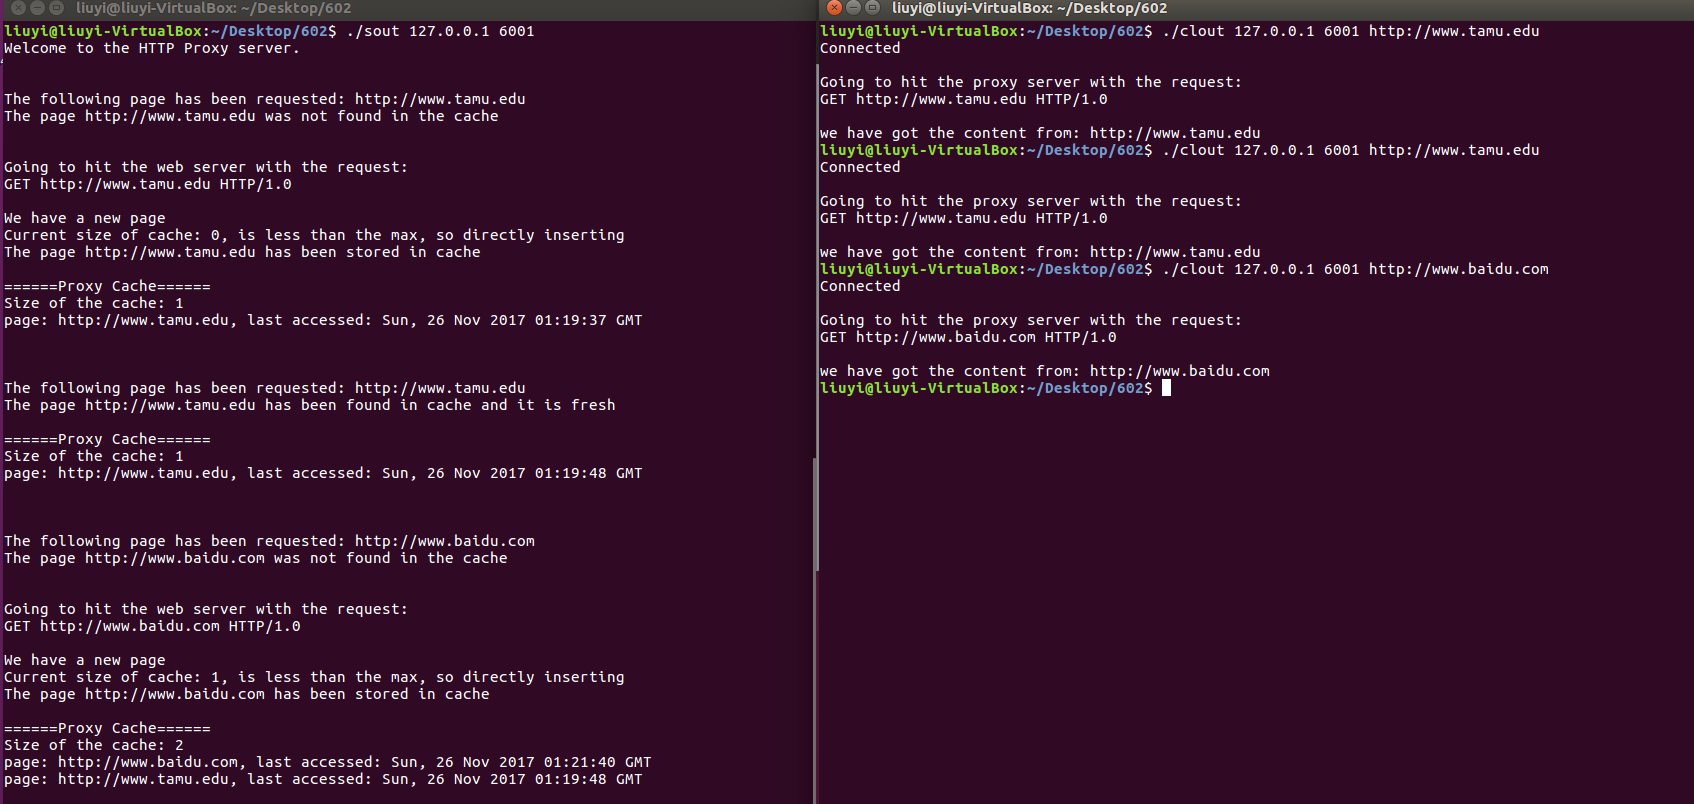 liuyi@liuyi-VirtualBox: ~/Desktop/602
liuyi@liuyi-VirtualBox:~/Desktop/602$ ./sout 127.0.0.1 6001
Welcome to the HTTP Proxy server.
The following page has been requested: http://www.tamu.edu
The page http://www.tamu.edu was not found in the cache
Going to hit the web server with the request:
GET http://www.tamu.edu HTTP/1.0
We have a new page
Current size of cache: 0, is less than the max, so directly inserting
The page http://www.tamu.edu has been stored in cache
======Proxy Cache======
Size of the cache: 1
page: http://www.tamu.edu, last accessed: Sun, 26 Nov 2017 01:19:37 GMT
The following page has been requested: http://www.tamu.edu
The page http://www.tamu.edu has been found in cache and it is fresh
======Proxy Cache======
Size of the cache: 1
page: http://www.tamu.edu, last accessed: Sun, 26 Nov 2017 01:19:48 GMT
The following page has been requested: http://www.baidu.com
The page http://www.baidu.com was not found in the cache
Going to hit the web server with the request:
GET http://www.baidu.com HTTP/1.0
We have a new page
Current size of cache: 1, is less than the max, so directly inserting
The page http://www.baidu.com has been stored in cache
======Proxy Cache======
Size of the cache: 2
page: http://www.baidu.com, last accessed: Sun, 26 Nov 2017 01:21:40 GMT
page: http://www.tamu.edu, last accessed: Sun, 26 Nov 2017 01:19:48 GMT
liuyi@liuyi-VirtualBox: ~/Desktop/602
liuyi@liuyi-VirtualBox:~/Desktop/602$ ./clout 127.0.0.1 6001 http://www.tamu.edu
Connected
Going to hit the proxy server with the request:
GET http://www.tamu.edu HTTP/1.0
we have got the content from: http://www.tamu.edu
liuyi@liuyi-VirtualBox:~/Desktop/602$ ./clout 127.0.0.1 6001 http://www.tamu.edu
Connected
Going to hit the proxy server with the request:
GET http://www.tamu.edu HTTP/1.0
we have got the content from: http://www.tamu.edu
liuyi@liuyi-VirtualBox:~/Desktop/602$ ./clout 127.0.0.1 6001 http://www.baidu.com
Connected
Going to hit the proxy server with the request:
GET http://www.baidu.com HTTP/1.0
we have got the content from: http://www.baidu.com
liuyi@liuyi-VirtualBox:~/Desktop/602$